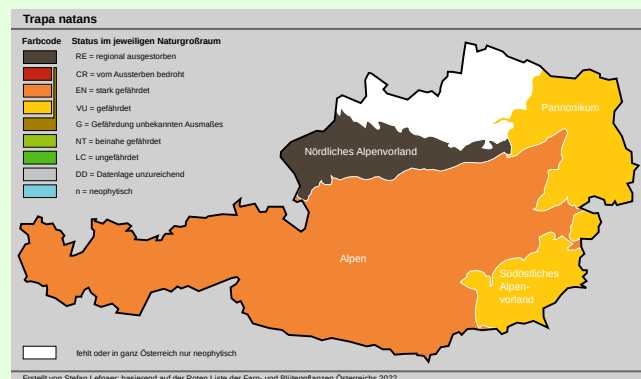 Trapa natans
Farbcode Status im jeweiligen Naturgroßraum
RE = regional ausgestorben
CR = vom Aussterben bedroht
EN = stark gefährdet
VU = gefährdet
G = Gefährdung unbekannten Ausmaßes
NT = beinahe gefährdet
LC = ungefährdet
DD = Datenlage unzureichend
n = neophytisch
Pannonikum
Nördliches Alpenvorland
Alpen
Südöstliches
Alpen-
vorland
fehlt oder in ganz Österreich nur neophytisch
Erstellt von Stefan Lefnaer; basierend auf der Roten Liste der Farn- und Blütenpflanzen Österreichs 2022